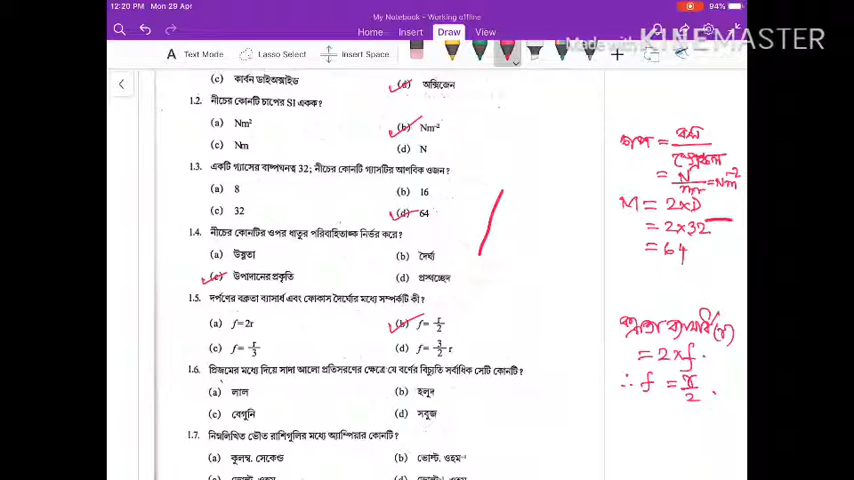 12:20 PM Mon 29 Apr
94%
My Notebook - Working offline
Home Insert Draw View
Made with KINEMASTER
Text Mode Lasso Select Insert Space
(c) কার্বন ডাইঅক্সাইড (d) অক্সিজেন
1.2. নীচের কোনটি চাপের SI একক?
(a) Nm² (b) Nm⁻²
(c) Nm (d) N
1.3. একটি গ্যাসের বাষ্পঘনত্ব 32; নীচের কোনটি গ্যাসটির আণবিক ওজন?
(a) 8 (b) 16
(c) 32 (d) 64
1.4. নীচের কোনটির ওপর ধাতুর পরিবাহিতাঙ্ক নির্ভর করে?
(a) উষ্ণতা (b) দৈর্ঘ্য
(c) উপাদানের প্রকৃতি (d) প্রস্থচ্ছেদ
1.5. দর্পণের বক্রতা ব্যাসার্ধ এবং ফোকাস দৈর্ঘ্যের মধ্যে সম্পর্কটি কী?
(a) f=2r (b) f= r/2
(c) f= r/3 (d) f= 3/2 r
1.6. প্রিজমের মধ্যে দিয়ে সাদা আলো প্রতিসরণের ক্ষেত্রে যে বর্ণের বিচ্যুতি সর্বাধিক সেটি কোনটি?
(a) লাল (b) হলুদ
(c) বেগুনি (d) সবুজ
1.7. নিম্নলিখিত ভৌত রাশিগুলির মধ্যে অ্যাম্পিয়ার কোনটি?
(a) কুলম্ব. সেকেন্ড (b) ভোল্ট. ওহম⁻¹
চাপ = বল
= N/m² = Nm⁻²
M = 2×D
= 2×32
= 64
বক্রতা ব্যাসার্ধ (r)
= 2×f.
∴ f = r/2.